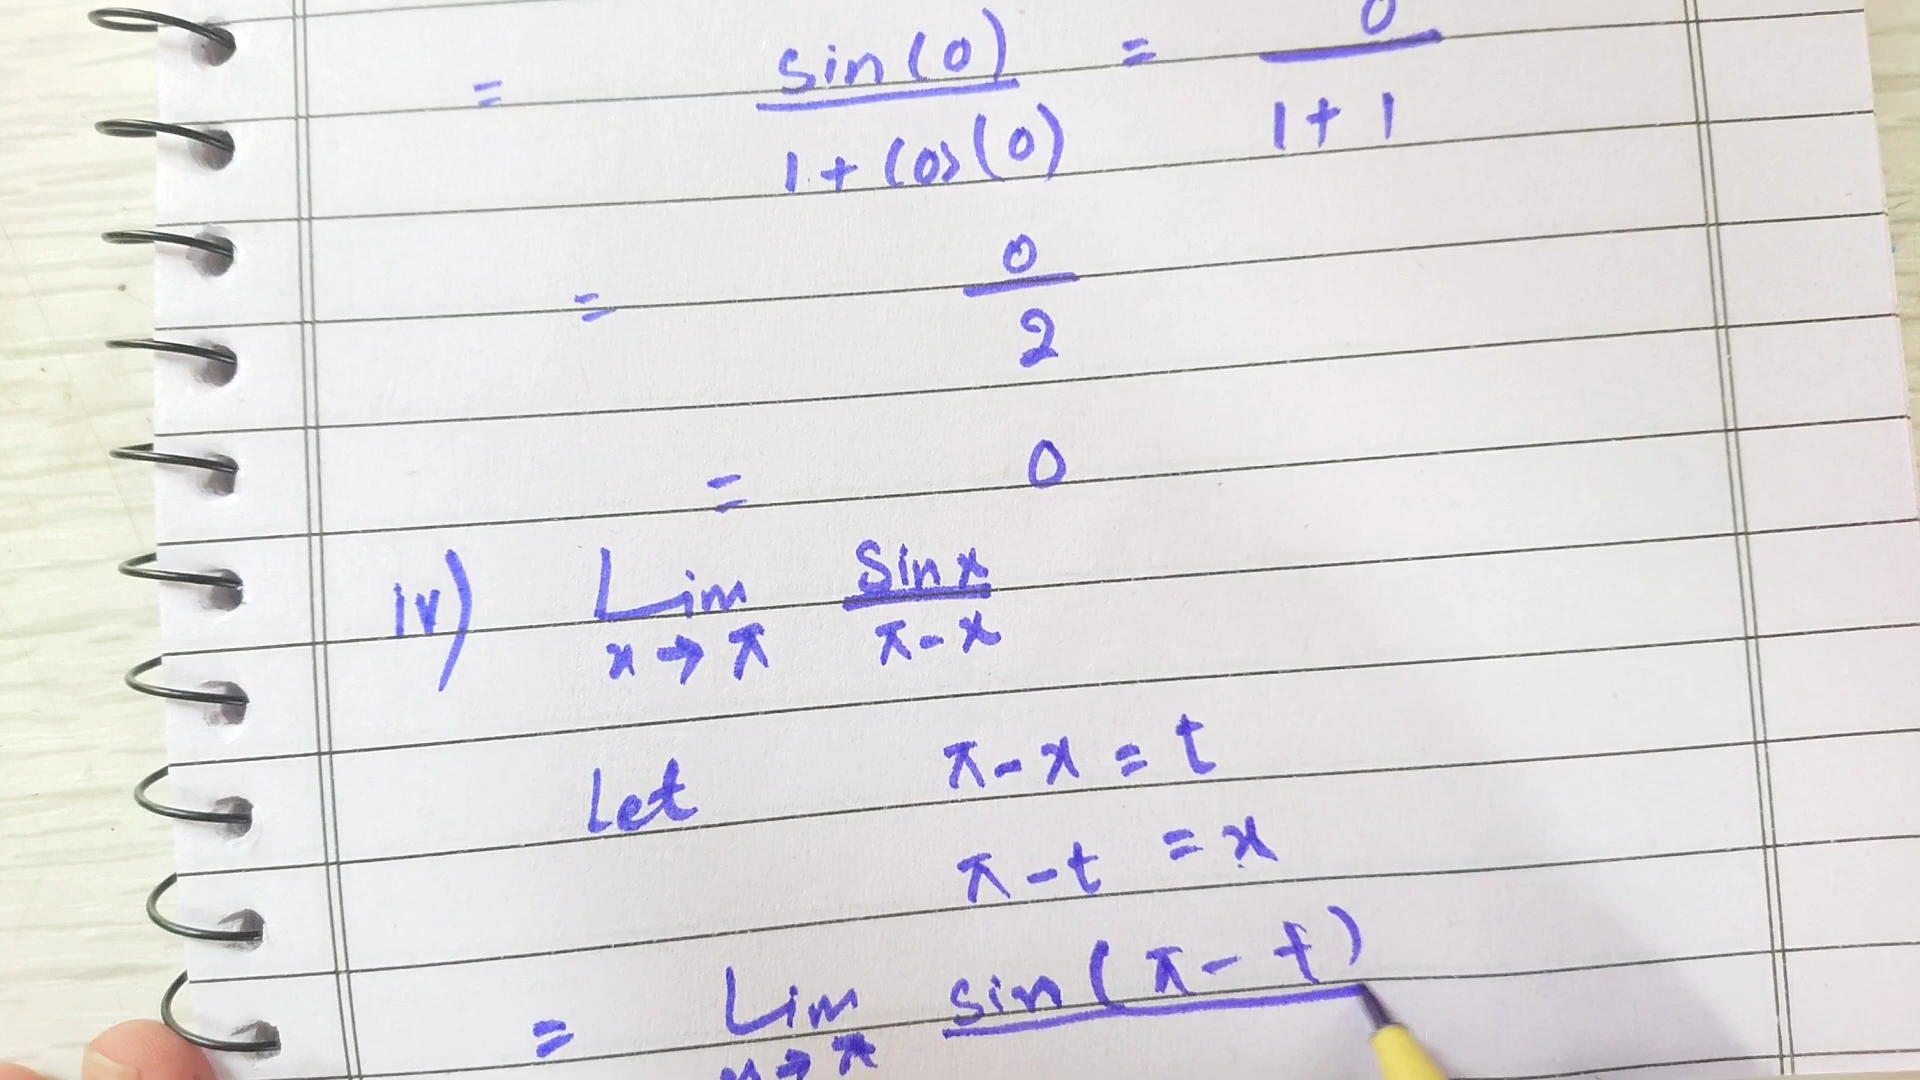 = sin(0) / 1 + cos(0) = 0 / 1 + 1
= 0 / 2
= 0
iv) Lim x→π Sin x / π - x
Let π - x = t
π - t = x
= Lim x→π sin(π - t)